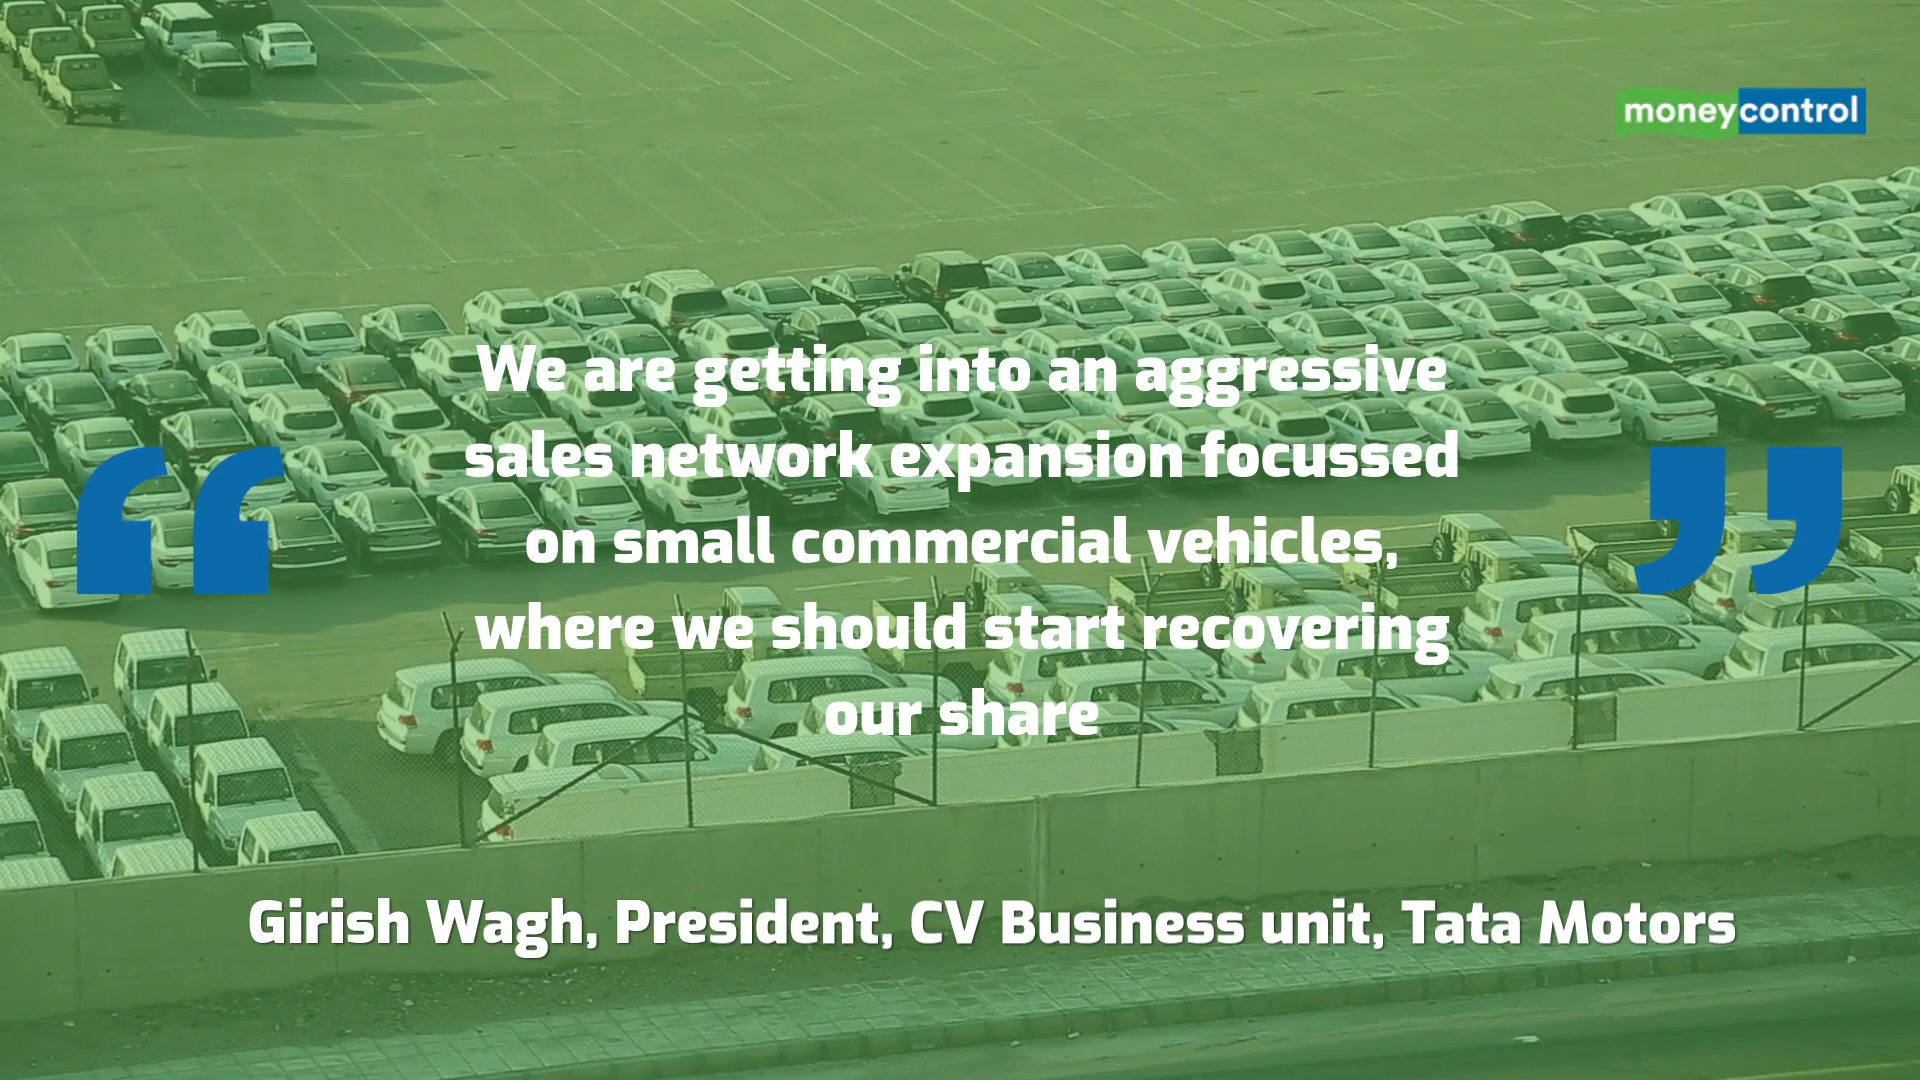 moneycontrol
“
We are getting into an aggressive
sales network expansion focussed
on small commercial vehicles,
where we should start recovering
our share
”
Girish Wagh, President, CV Business unit, Tata Motors